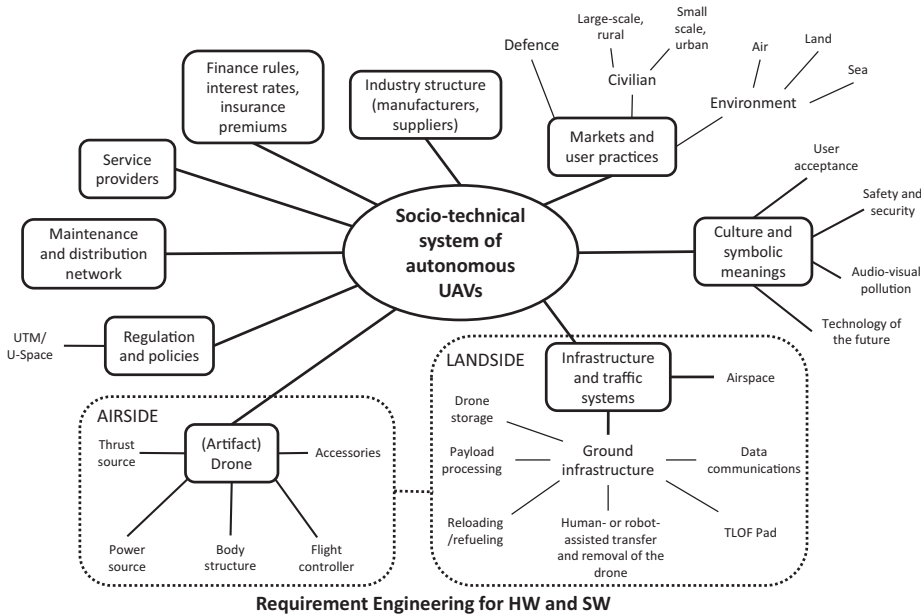 Finance rules,
interest rates,
insurance
premiums
Industry structure
(manufacturers,
suppliers)
Defence
Large-scale,
rural
Small
scale,
urban
Civilian
Markets and
user practices
Air
Land
Sea
Environment
Service
providers
Maintenance
and distribution
network
Socio-technical
system of
autonomous
UAVs
User
acceptance
Safety and
security
Culture and
symbolic
meanings
Audio-visual
pollution
Technology of
the future
UTM/
U-Space
Regulation
and policies
AIRSIDE
Thrust
source
(Artifact)
Drone
Accessories
Power
source
Body
structure
Flight
controller
LANDSIDE
Infrastructure
and traffic
systems
Airspace
Drone
storage
Payload
processing
Ground
infrastructure
Data
communications
Reloading
/refueling
Human- or robot-
assisted transfer
and removal of the
drone
TLOF Pad
Requirement Engineering for HW and SW